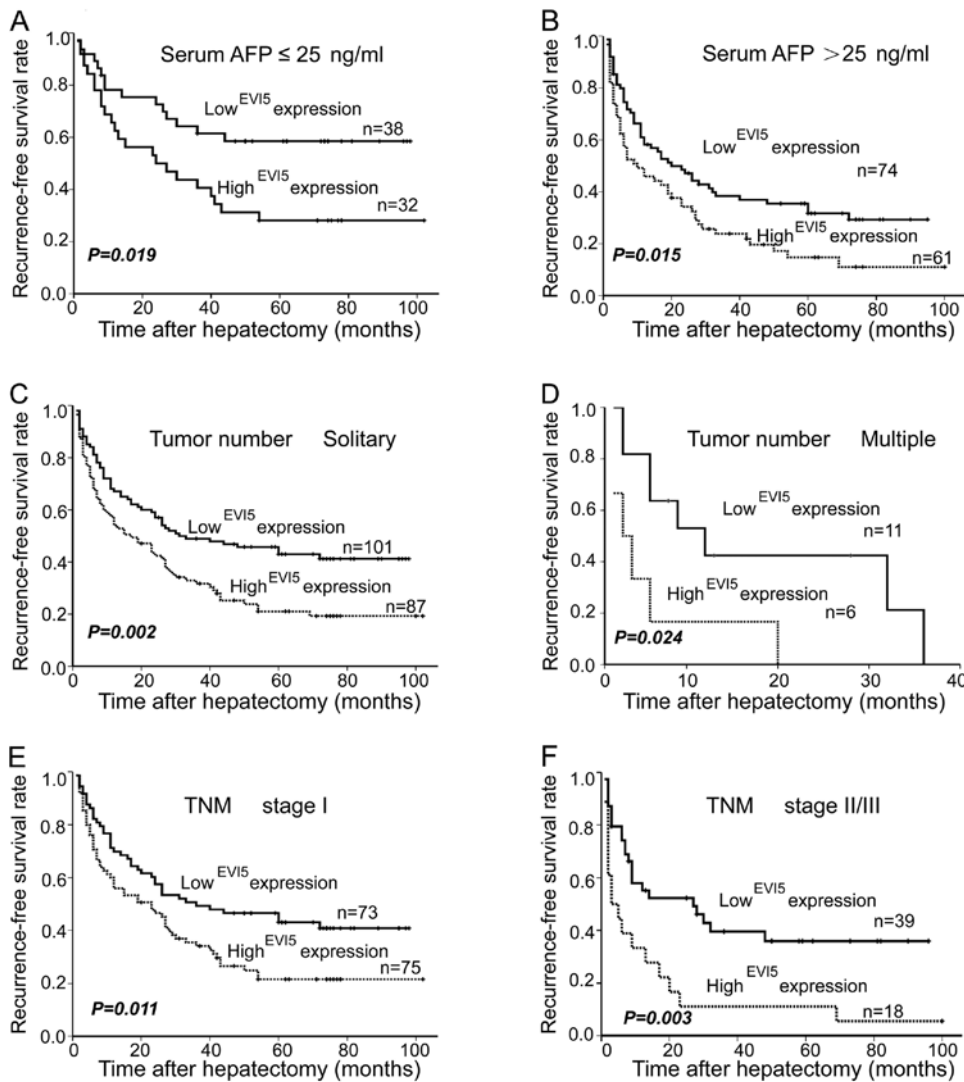 A
Serum AFP ≤ 25 ng/ml
Recurrence-free survival rate
1.0
0.8
0.6
0.4
0.2
0.0
Low EVI5 expression
n=38
High EVI5 expression
n=32
P=0.019
0 20 40 60 80 100
Time after hepatectomy (months)
B
Serum AFP >25 ng/ml
Recurrence-free survival rate
1.0
0.8
0.6
0.4
0.2
0.0
Low EVI5 expression
n=74
High EVI5 expression
n=61
P=0.015
0 20 40 60 80 100
Time after hepatectomy (months)
C
Tumor number Solitary
Recurrence-free survival rate
1.0
0.8
0.6
0.4
0.2
0.0
Low EVI5 expression
n=101
High EVI5 expression
n=87
P=0.002
0 20 40 60 80 100
Time after hepatectomy (months)
D
Tumor number Multiple
Recurrence-free survival rate
1.0
0.8
0.6
0.4
0.2
0.0
Low EVI5 expression
n=11
High EVI5 expression
n=6
P=0.024
0 10 20 30 40
Time after hepatectomy (months)
E
TNM stage I
Recurrence-free survival rate
1.0
0.8
0.6
0.4
0.2
0.0
Low EVI5 expression
n=73
High EVI5 expression
n=75
P=0.011
0 20 40 60 80 100
Time after hepatectomy (months)
F
TNM stage II/III
Recurrence-free survival rate
1.0
0.8
0.6
0.4
0.2
0.0
Low EVI5 expression
n=39
High EVI5 expression
n=18
P=0.003
0 20 40 60 80 100
Time after hepatectomy (months)